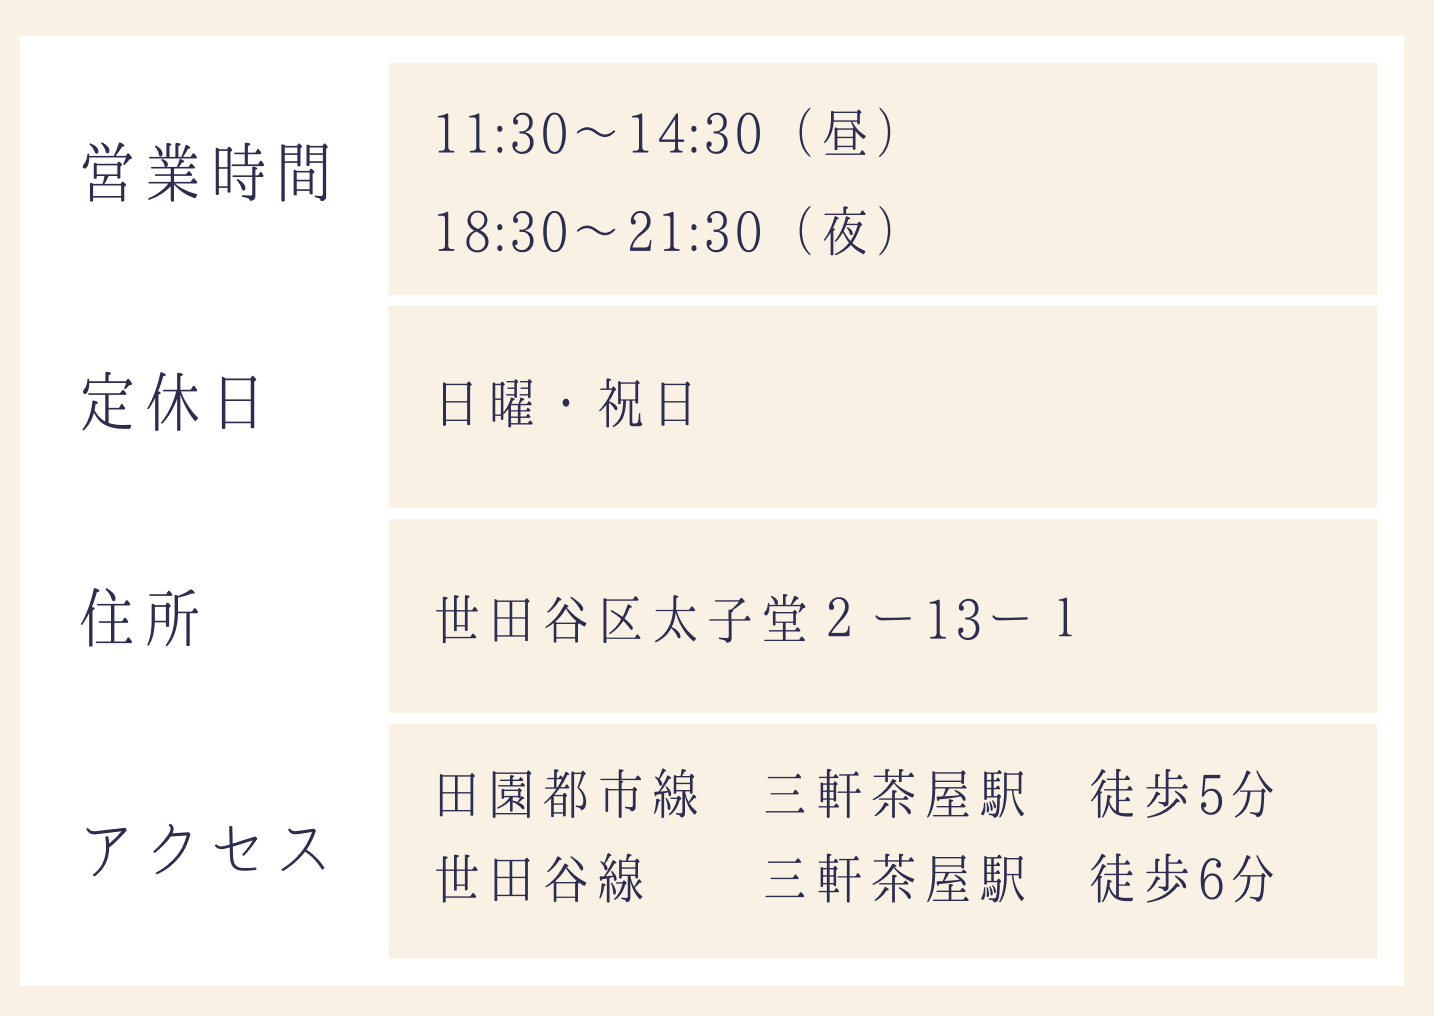 営業時間
11:30〜14:30（昼）
18:30〜21:30（夜）
定休日
日曜・祝日
住所
世田谷区太子堂２－13－１
アクセス
田園都市線　三軒茶屋駅　徒歩5分
世田谷線　　三軒茶屋駅　徒歩6分